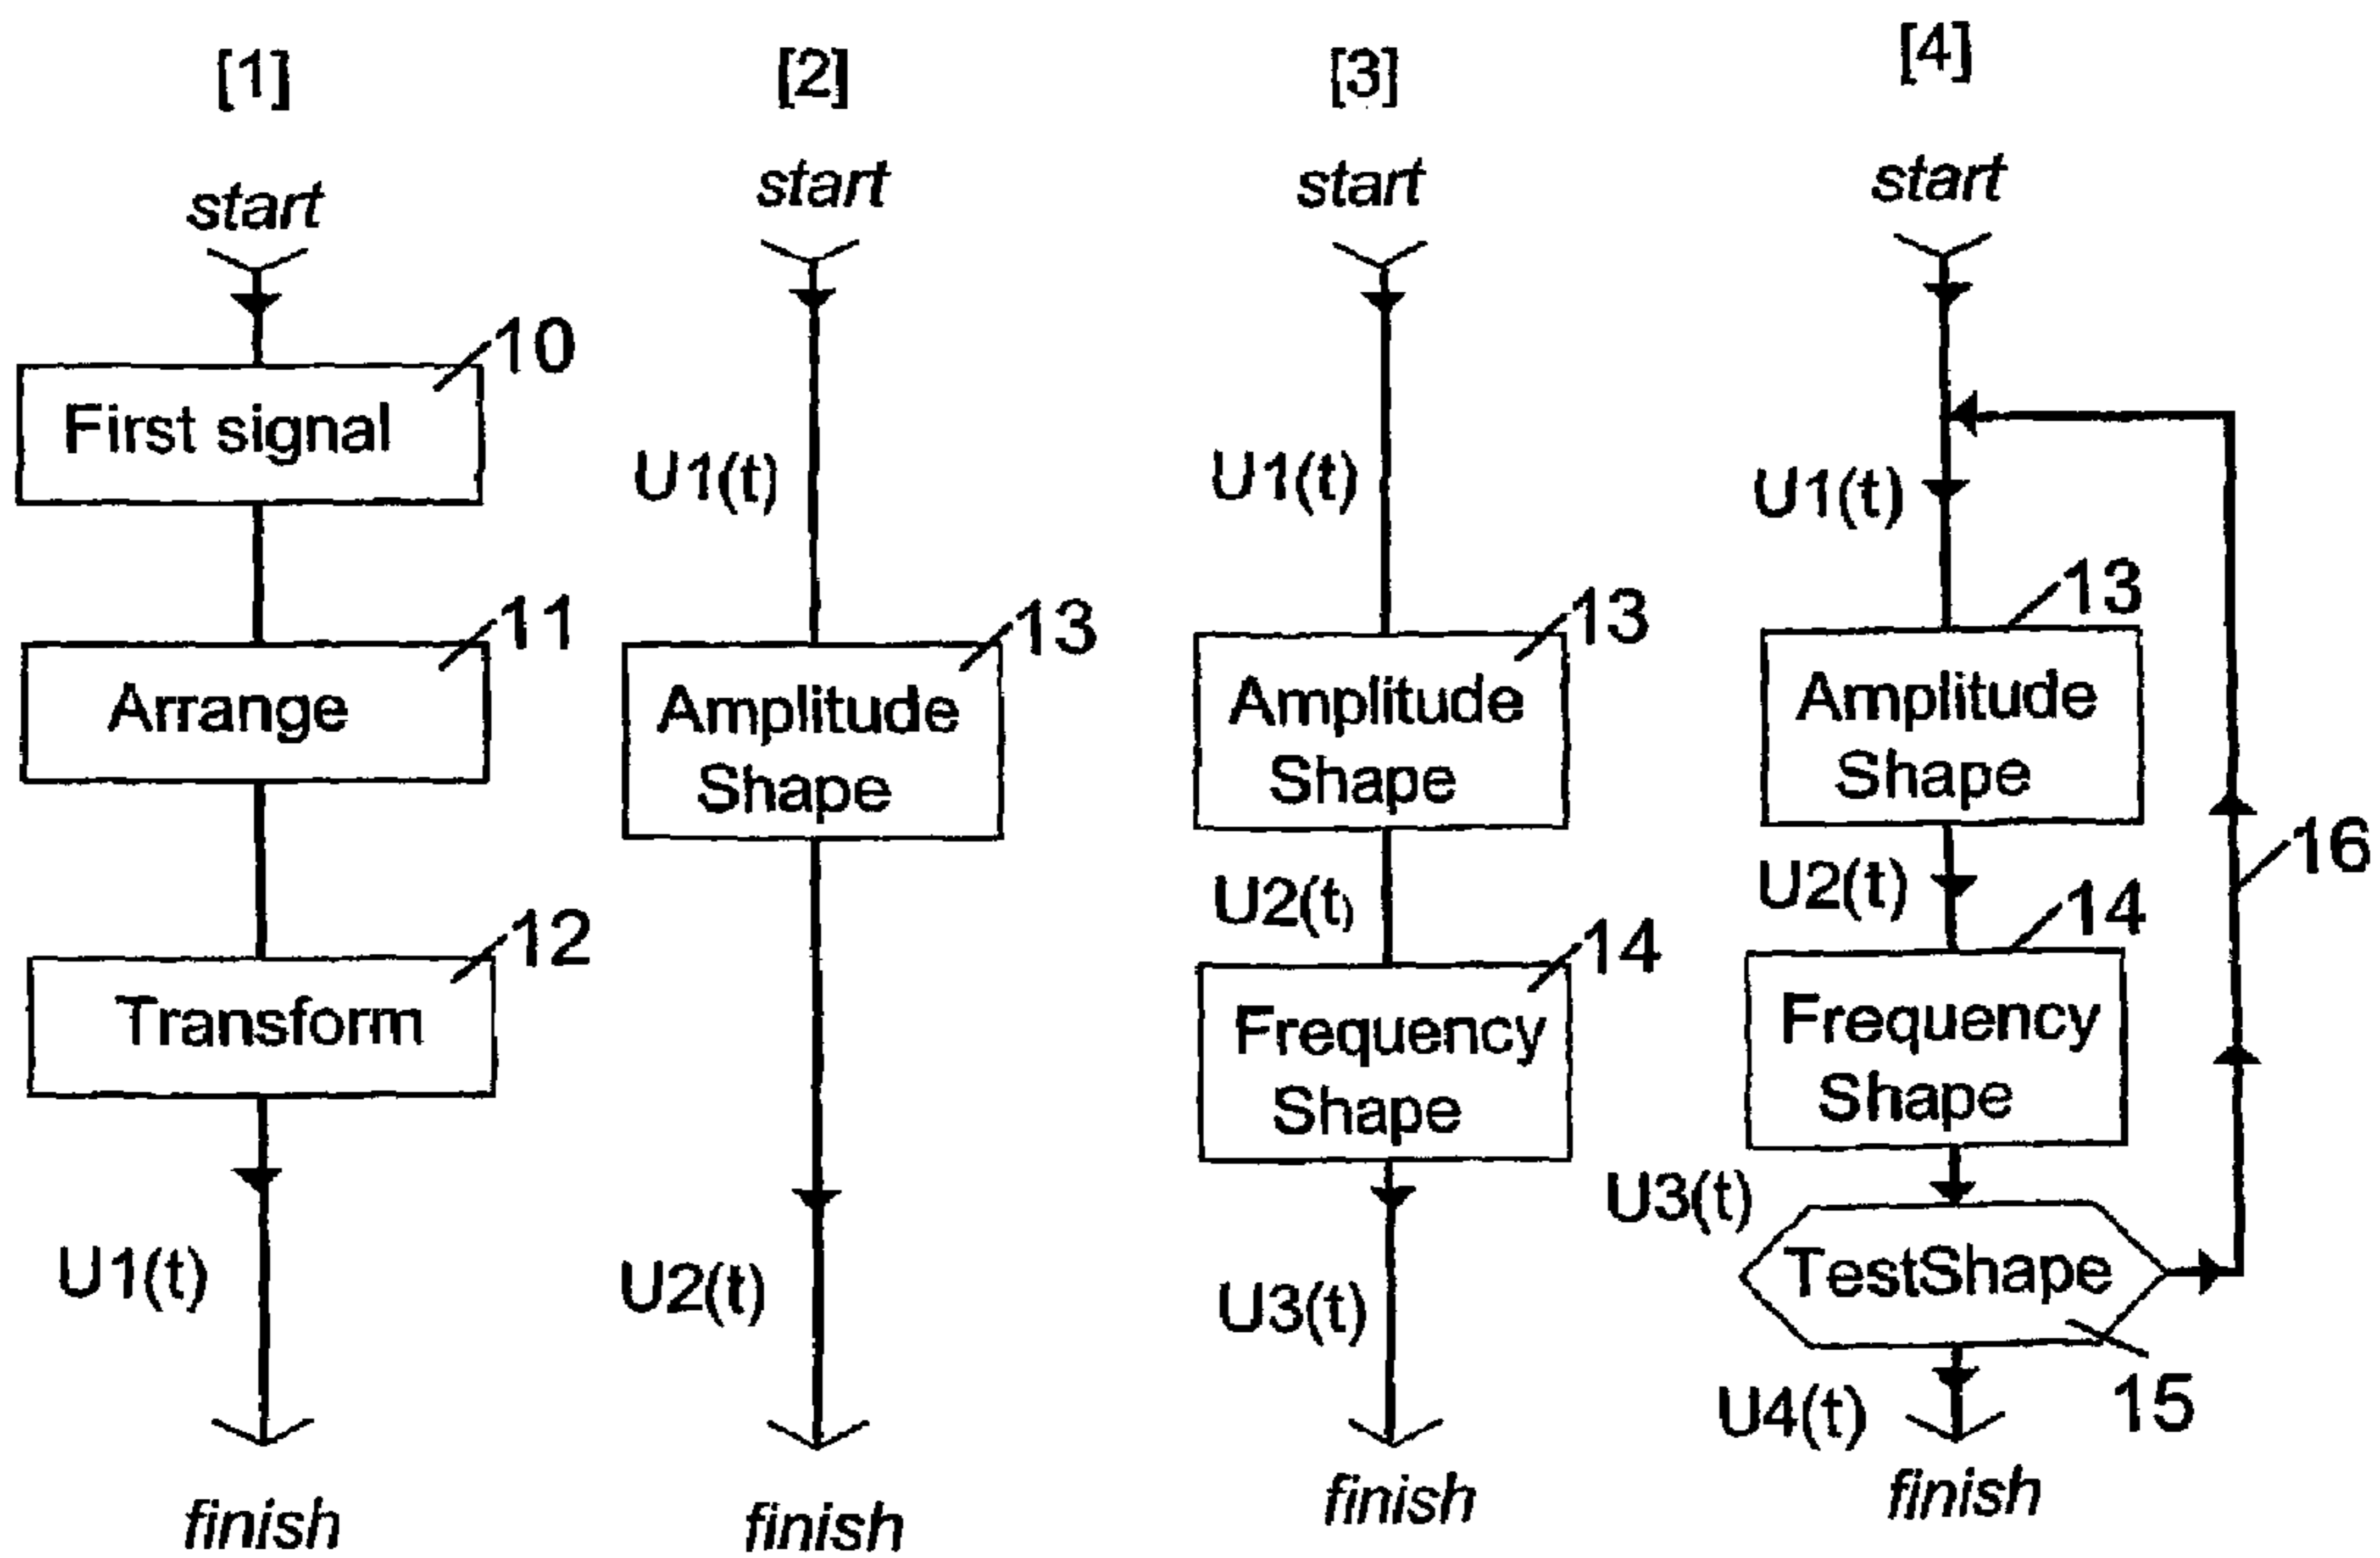 [1]
start
10
First signal
11
Arrange
12
Transform
U1(t)
finish
[2]
start
U1(t)
13
Amplitude
Shape
U2(t)
finish
[3]
start
U1(t)
13
Amplitude
Shape
U2(t)
14
Frequency
Shape
U3(t)
finish
[4]
start
U1(t)
13
Amplitude
Shape
16
U2(t)
14
Frequency
Shape
U3(t)
TestShape
15
U4(t)
finish